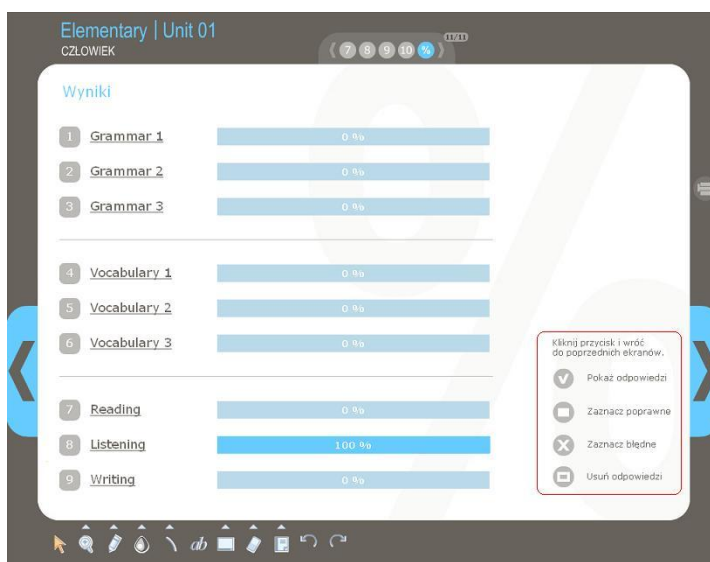 Elementary | Unit 01
CZŁOWIEK
7 8 9 10 % 11/11
Wyniki
1 Grammar 1 0 %
2 Grammar 2 0 %
3 Grammar 3 0 %
4 Vocabulary 1 0 %
5 Vocabulary 2 0 %
6 Vocabulary 3 0 %
Kliknij przycisk i wróć
do poprzednich ekranów.
Pokaż odpowiedzi
Zaznacz poprawne
Zaznacz błędne
Usuń odpowiedzi
7 Reading 0 %
8 Listening 100 %
9 Writing 0 %
ab